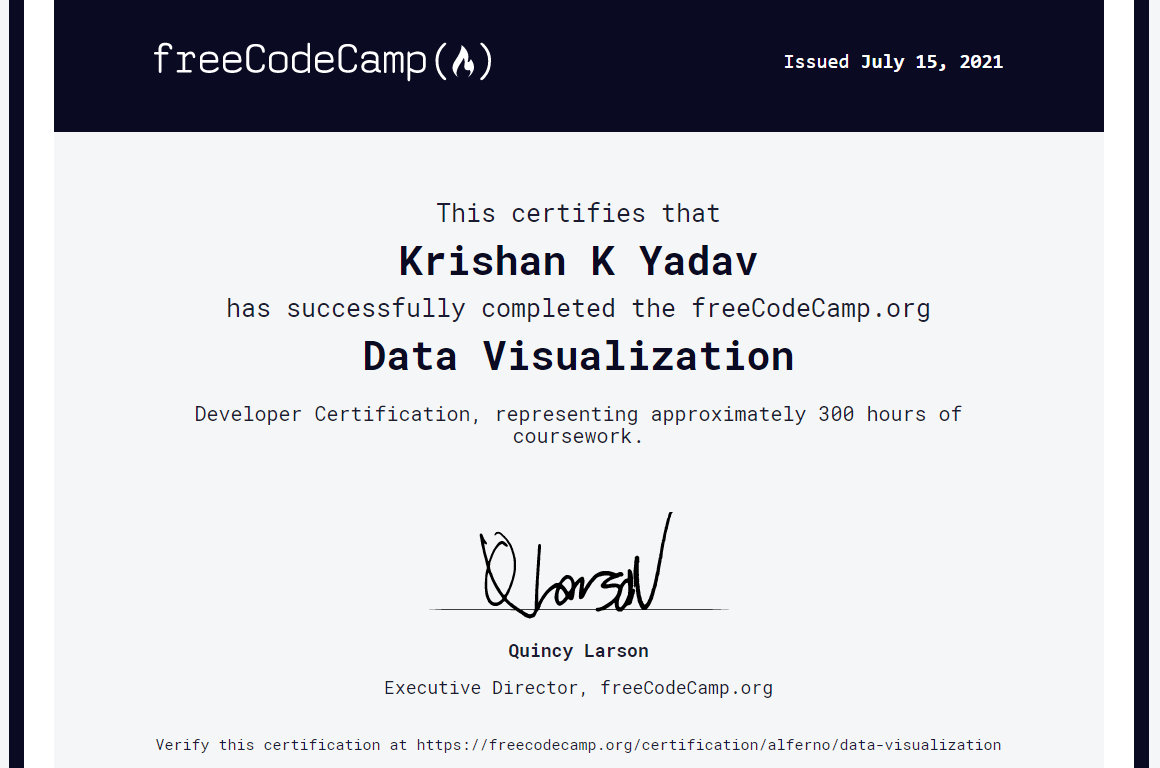 freeCodeCamp(🔥)
Issued July 15, 2021
This certifies that
Krishan K Yadav
has successfully completed the freeCodeCamp.org
Data Visualization
Developer Certification, representing approximately 300 hours of
coursework.
Q Larson
Quincy Larson
Executive Director, freeCodeCamp.org
Verify this certification at https://freecodecamp.org/certification/alferno/data-visualization